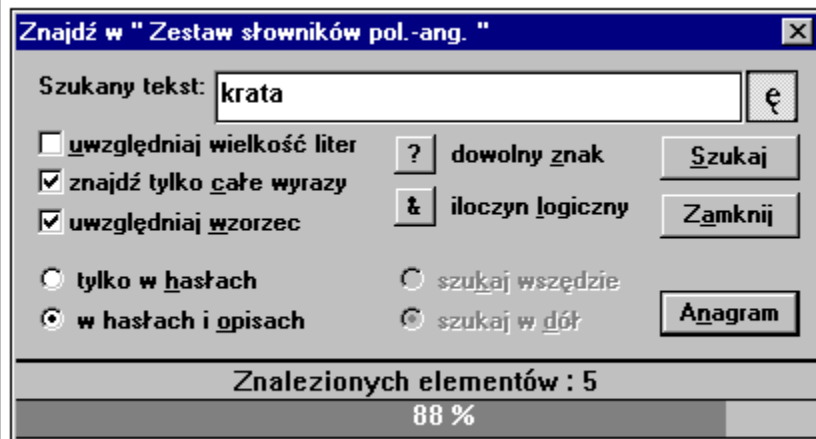 Znajdź w " Zestaw słowników pol.-ang. "
Szukany tekst: krata ę
uwzględniaj wielkość liter
? dowolny znak
Szukaj
znajdź tylko całe wyrazy
& iloczyn logiczny
Zamknij
uwzględniaj wzorzec
tylko w hasłach
szukaj wszędzie
w hasłach i opisach
szukaj w dół
Anagram
Znalezionych elementów : 5
88 %